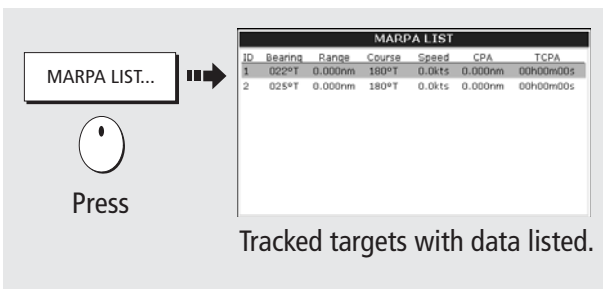 MARPA LIST...
Press
MARPA LIST
ID Bearing Range Course Speed CPA TCPA
1 022°T 0.000nm 180°T 0.0kts 0.000nm 00h00m00s
2 025°T 0.000nm 180°T 0.0kts 0.000nm 00h00m00s
Tracked targets with data listed.